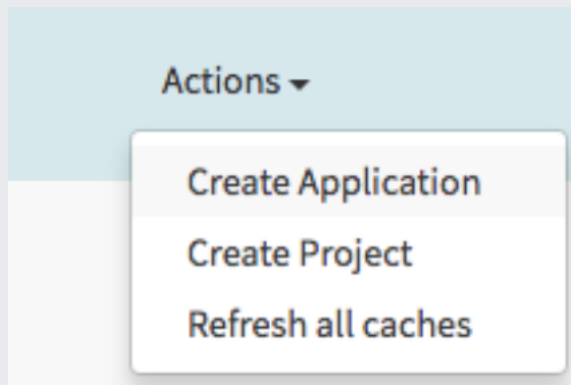 Actions
Create Application
Create Project
Refresh all caches